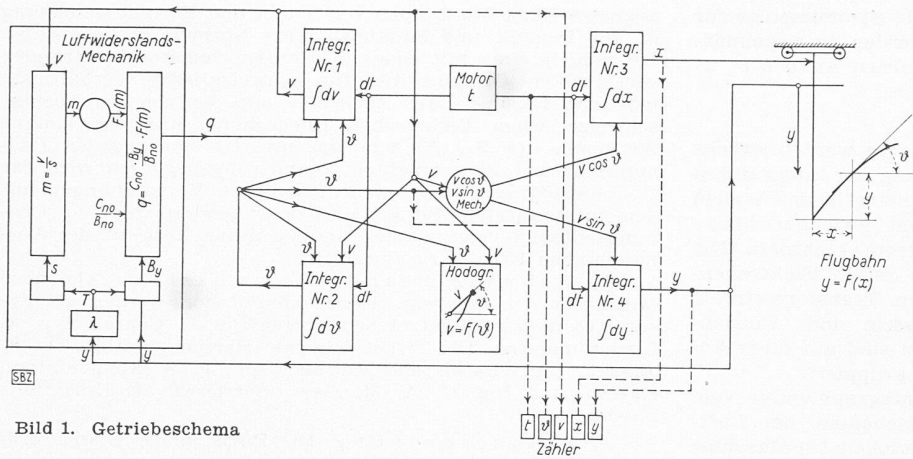 Luftwiderstands-
Mechanik
v
m = v/s
m
F(m)
q = C_no · By/B_no · F(m)
C_no/B_no
s
By
T
λ
y
y
q
v
Integr.
Nr. 1
∫dv
dt
Motor
t
Integr.
Nr. 3
∫dx
dt
x
ϑ
ϑ
ϑ
ϑ
v
v
v
v cos ϑ
v sin ϑ
Mech.
v cos ϑ
v sin ϑ
Integr.
Nr. 2
∫dϑ
dt
ϑ
Hodogr.
v
ϑ
v = F(ϑ)
Integr.
Nr. 4
∫dy
dt
y
y
ϑ
y
x
Flugbahn
y = F(x)
SBZ
t ϑ v x y
Zähler
Bild 1. Getriebeschema